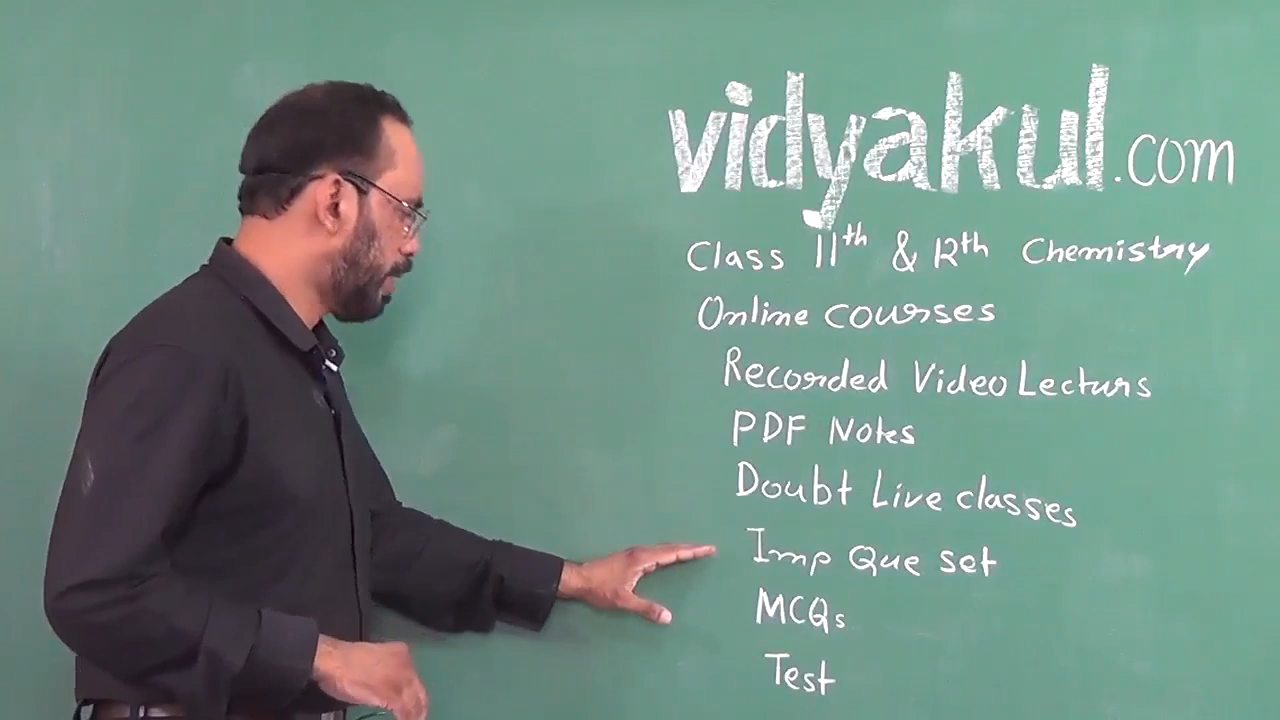 vidyakul.com
Class 11th & 12th Chemistry
Online courses
Recorded Video Lecturs
PDF Notes
Doubt Live classes
Imp Que set
MCQs
Test